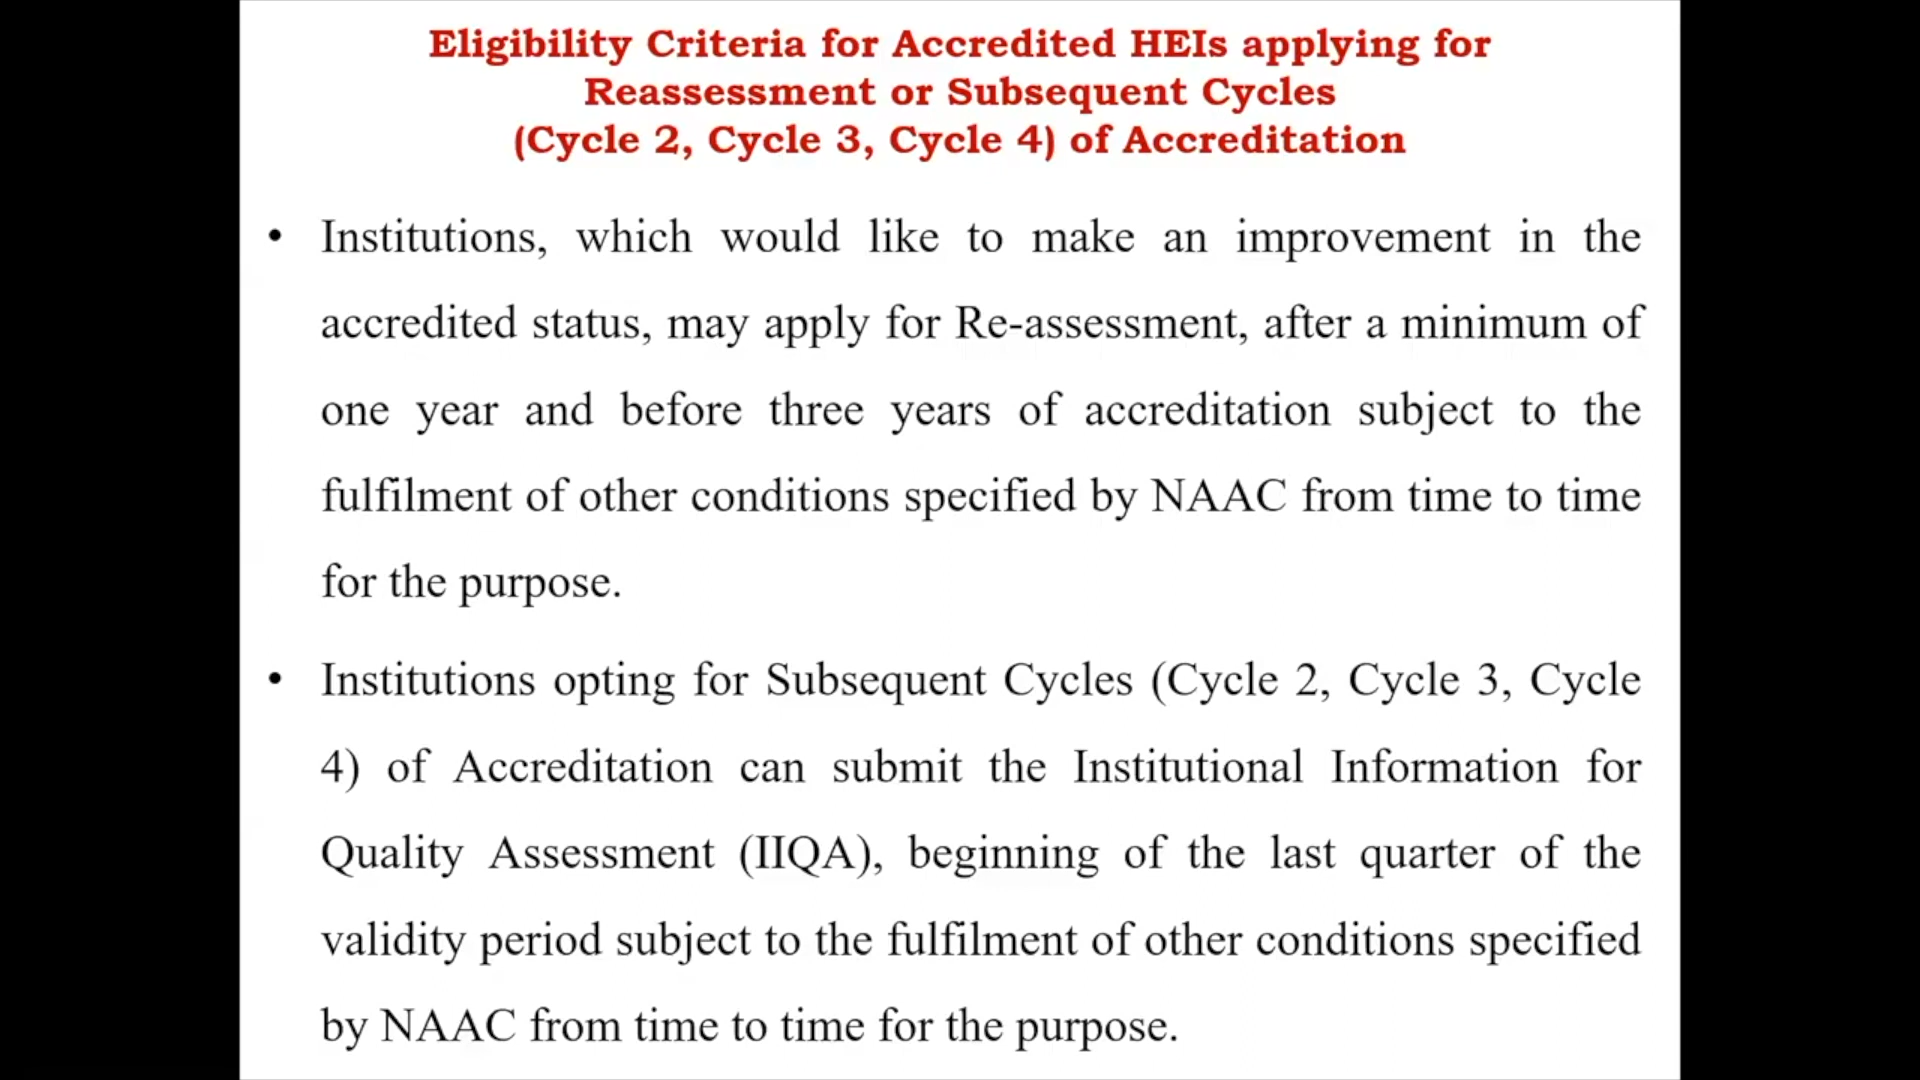 Eligibility Criteria for Accredited HEIs applying for
Reassessment or Subsequent Cycles
(Cycle 2, Cycle 3, Cycle 4) of Accreditation
• Institutions, which would like to make an improvement in the
accredited status, may apply for Re-assessment, after a minimum of
one year and before three years of accreditation subject to the
fulfilment of other conditions specified by NAAC from time to time
for the purpose.
• Institutions opting for Subsequent Cycles (Cycle 2, Cycle 3, Cycle
4) of Accreditation can submit the Institutional Information for
Quality Assessment (IIQA), beginning of the last quarter of the
validity period subject to the fulfilment of other conditions specified
by NAAC from time to time for the purpose.